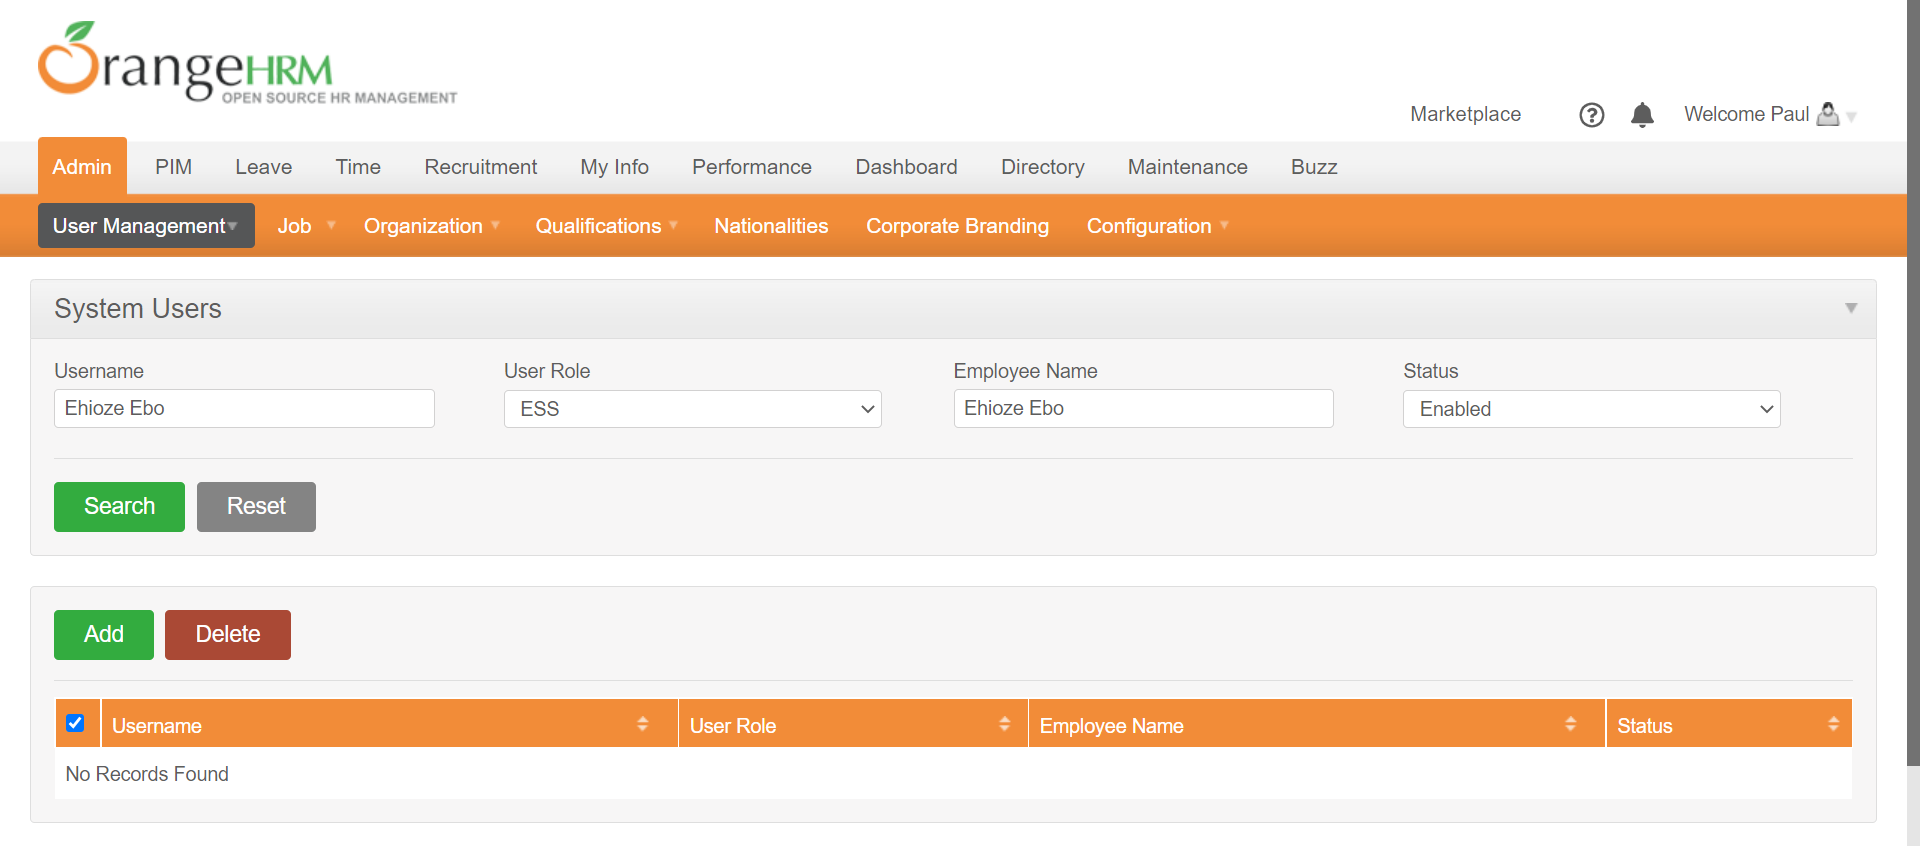 OrangeHRM
OPEN SOURCE HR MANAGEMENT
Marketplace ? Welcome Paul
Admin PIM Leave Time Recruitment My Info Performance Dashboard Directory Maintenance Buzz
User Management Job Organization Qualifications Nationalities Corporate Branding Configuration
System Users
Username User Role Employee Name Status
Ehioze Ebo ESS Ehioze Ebo Enabled
Search Reset
Add Delete
Username User Role Employee Name Status
No Records Found